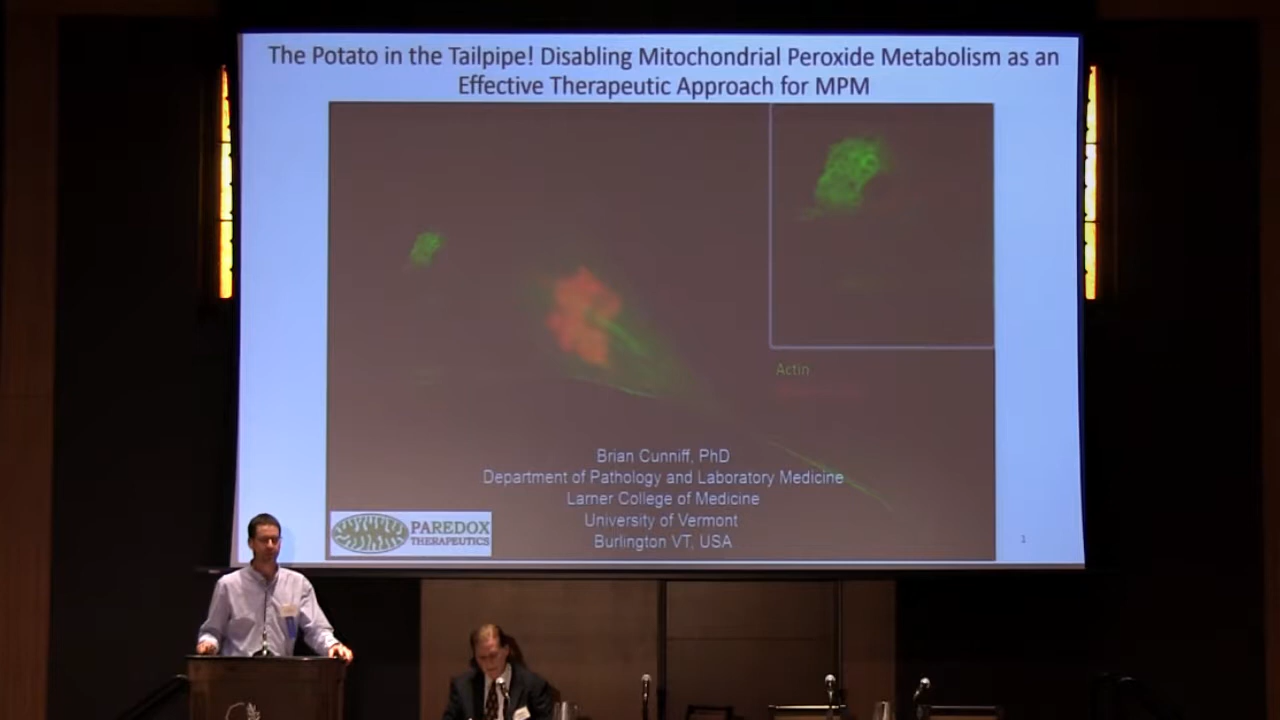 The Potato in the Tailpipe! Disabling Mitochondrial Peroxide Metabolism as an
Effective Therapeutic Approach for MPM
Actin
Brian Cunniff, PhD
Department of Pathology and Laboratory Medicine
Larner College of Medicine
University of Vermont
Burlington VT, USA
PAREDOX
THERAPEUTICS
1